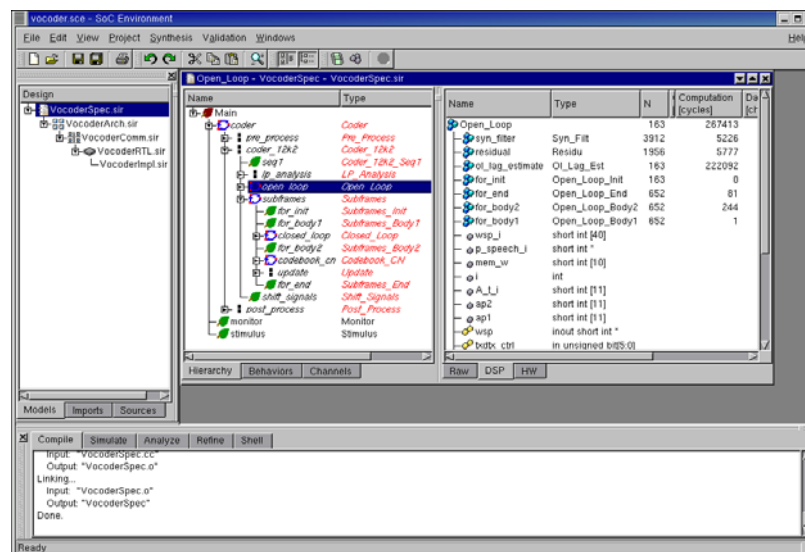 vocoder.sce - SoC Environment
File Edit View Project Synthesis Validation Windows Help
Open_Loop - VocoderSpec - VocoderSpec.sir
Design
VocoderSpec.sir
VocoderArch.sir
VocoderComm.sir
VocoderRTL.sir
VocoderImpl.sir
Models Imports Sources
Name Type
Main
coder Coder
pre_process Pre_Process
coder_12k2 Coder_12k2
seq1 Coder_12k2_Seq1
lp_analysis LP_Analysis
open_loop Open_Loop
subframes Subframes
for_init Subframes_Init
for_body1 Subframes_Body1
closed_loop Closed_Loop
for_body2 Subframes_Body2
codebook_cn Codebook_CN
update Update
for_end Subframes_End
shift_signals Shift_Signals
post_process Post_Process
monitor Monitor
stimulus Stimulus
Hierarchy Behaviors Channels
Name Type N Computation [cycles] Da
Open_Loop 163 267413
syn_filter Syn_Filt 3912 5226
residual Residu 1956 5777
ol_lag_estimate Ol_Lag_Est 163 222092
for_init Open_Loop_Init 163 0
for_end Open_Loop_End 652 81
for_body2 Open_Loop_Body2 652 244
for_body1 Open_Loop_Body1 652 1
wsp_i short int [40]
p_speech_i short int *
mem_w short int [10]
i int
A_t_i short int [11]
ap2 short int [11]
ap1 short int [11]
wsp inout short int *
txdtx_ctrl in unsigned bit[5:0]
Raw DSP HW
Compile Simulate Analyze Refine Shell
Input: "VocoderSpec.cc"
Output: "VocoderSpec.o"
Linking...
Input: "VocoderSpec.o"
Output: "VocoderSpec"
Done.
Ready